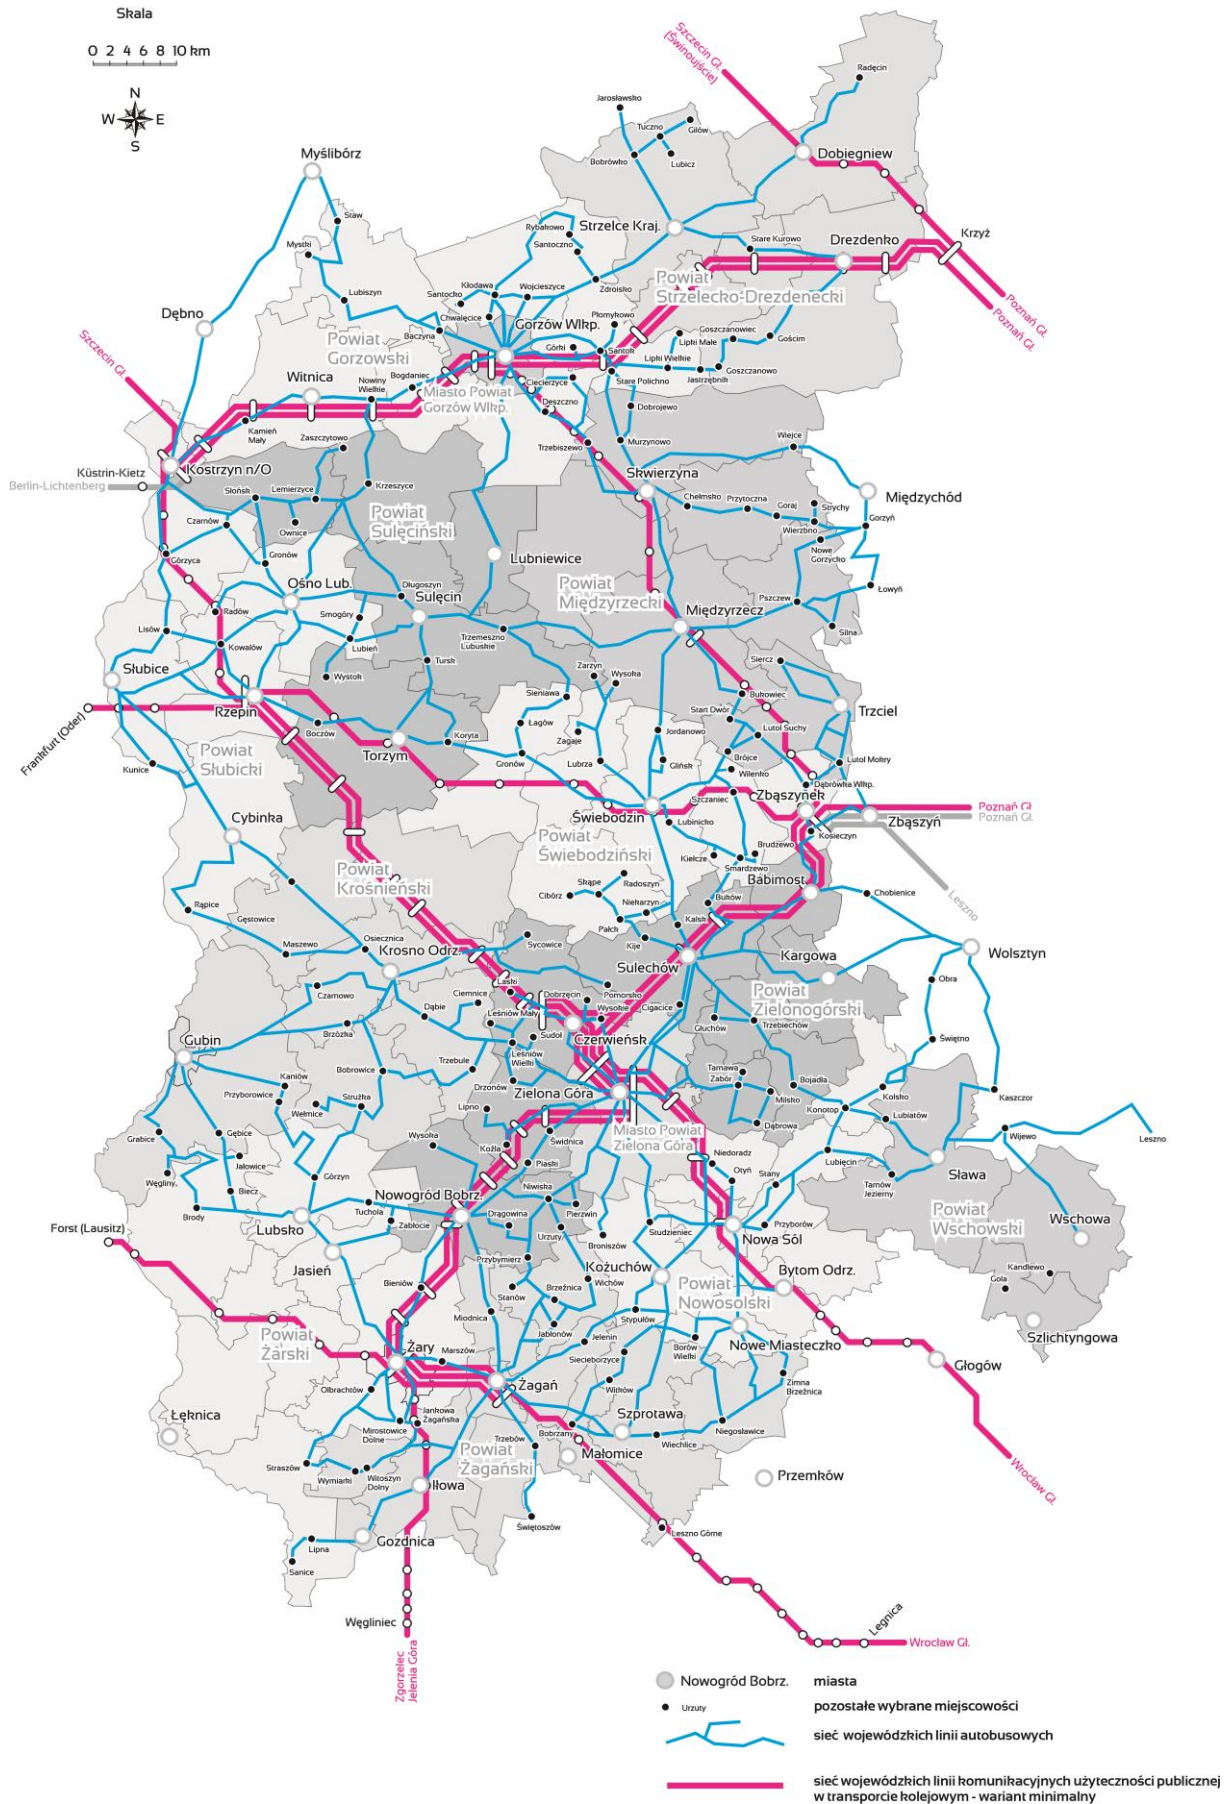 Skala
0 2 4 6 8 10 km
N
W E
S
Szczecin Gł.
(Świnoujście)
Radęcin
Jarosławsko
Tuczno
Gilów
Bobrówko
Lubicz
Dobiegniew
Myślibórz
Staw
Mystki
Rybakowo
Santoczno
Strzelce Kraj.
Stare Kurowo
Drezdenko
Krzyż
Zdroisko
Powiat
Strzelecko-Drezdenecki
Poznań Gł.
Poznań Gł.
Lubiszyn
Santocko
Kłodawa
Wojcieszyce
Chwalęcice
Dębno
Baczyna
Powiat
Gorzowski
Gorzów Wlkp.
Płomykowo
Górki
Santok
Goszczanowiec
Lipki Małe
Gościm
Lipki Wielkie
Jastrzębnik
Goszczanowo
Szczecin Gł.
Witnica
Nowiny
Wielkie
Bogdaniec
Miasto Powiat
Gorzów Wlkp.
Ciecierzyce
Stare Polichno
Deszczno
Dobrojewo
Kamień
Mały
Zaszczytowo
Trzebiszewo
Murzynowo
Wiejce
Küstrin-Kietz
Kostrzyn n/O
Berlin-Lichtenberg
Słońsk
Lemierzyce
Krzeszyce
Skwierzyna
Międzychód
Chełmsko
Przytoczna
Goraj
Strychy
Gorzyń
Wierzbno
Czarnów
Ownice
Powiat
Sulęciński
Nowe
Gorzycko
Górzyca
Gronów
Lubniewice
Ośno Lub.
Długoszyn
Sulęcin
Powiat
Międzyrzecki
Łowyń
Pszczew
Radów
Smogóry
Międzyrzecz
Silna
Lisów
Kowalów
Lubień
Trzemeszno
Lubuskie
Słubice
Wystok
Tursk
Zarzyn
Wysoka
Siercz
Bukowiec
Sieniawa
Trzciel
Rzepin
Frankfurt (Oder)
Boczów
Torzym
Koryta
Łagów
Zagaje
Start Dwór
Lutol Suchy
Jordanowo
Powiat
Słubicki
Kunice
Gronów
Lubrza
Glińsk
Brójce
Wilenko
Lutol Mokry
Dąbrówka Wlkp.
Zbąszynek
Poznań Gł.
Poznań Gł.
Szczaniec
Cybinka
Świebodzin
Lubinicko
Kosieczyn
Zbąszyń
Powiat
Świebodziński
Kiełcze
Brudzewo
Smardzewo
Powiat
Krośnieński
Cibórz
Skąpe
Radoszyn
Babimost
Leszno
Rąpice
Gęstowice
Niekarzyn
Buków
Chobienice
Pałck
Kalsk
Kije
Osiecznica
Maszewo
Krosno Odrz.
Sycowice
Sulechów
Kargowa
Wolsztyn
Laski
Obra
Powiat
Zielonogórski
Czarnowo
Ciemnice
Dąbie
Dobrzęcin
Pomorsko
Wysokie
Cigacice
Leśniów Mały
Głuchów
Trzebiechów
Brzózka
Sudoł
Czerwieńsk
Gubin
Świętno
Leśniów
Wielki
Bobrowice
Trzebule
Drzonów
Zielona Góra
Tarnawa
Zabór
Bojadła
Kaniów
Przyborowice
Strużka
Wełmice
Lipno
Milsko
Konotop
Kolsko
Kaszczor
Lubiatów
Miasto Powiat
Zielona Góra
Dąbrowa
Grabice
Gębice
Jałowice
Wysoka
Koźla
Świdnica
Wijewo
Leszno
Węgliny
Biecz
Górzyn
Piaski
Niedoradz
Otyń
Lubięcin
Tarnów
Jezierny
Sława
Stany
Brody
Lubsko
Tuchola
Zabłocie
Nowogród Bobrz.
Niwiska
Drągowina
Pierzwin
Urzuty
Studzieniec
Przyborów
Nowa Sól
Powiat
Wschowski
Wschowa
Forst (Lausitz)
Jasień
Broniszów
Przybymierz
Kożuchów
Bytom Odrz.
Kandlewo
Gola
Bieniów
Stanów
Brzeźnica
Wichów
Powiat
Nowosolski
Miodnica
Stypułów
Szlichtyngowa
Powiat
Żarski
Jabłonów
Jelenin
Borów
Wielki
Nowe Miasteczko
Żary
Marszów
Siecieborzyce
Głogów
Żagań
Olbrachtów
Witków
Zimna
Brzeźnica
Łęknica
Jankowa
Żagańska
Mirostowice
Dolne
Bobrzany
Szprotawa
Niegosławice
Trzebów
Wiechlice
Małomice
Powiat
Żagański
Straszów
Wymiarki
Witoszyn
Dolny
Iłowa
Przemków
Wrocław Gł.
Świętoszów
Gozdnica
Lipna
Sanice
Leszno Górne
Węgliniec
Legnica
Wrocław Gł.
Zgorzelec
Jelenia Góra
Nowogród Bobrz. miasta
Urzuty pozostałe wybrane miejscowości
sieć wojewódzkich linii autobusowych
sieć wojewódzkich linii komunikacyjnych użyteczności publicznej
w transporcie kolejowym - wariant minimalny